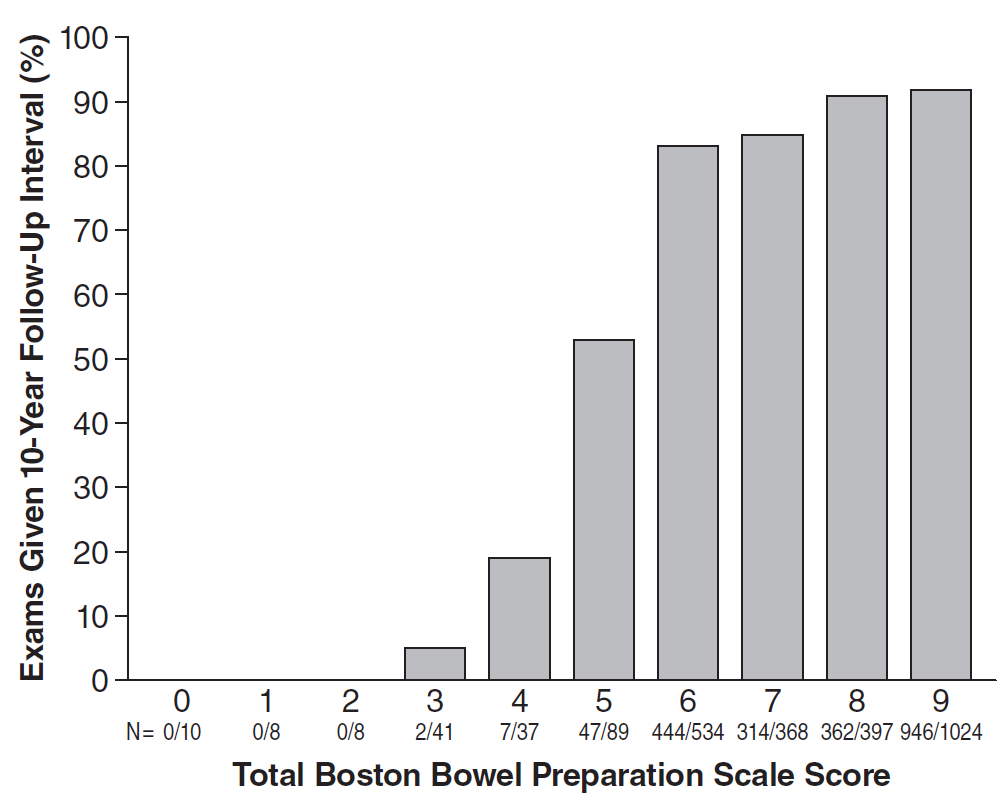 Exams Given 10-Year Follow-Up Interval (%)
100
90
80
70
60
50
40
30
20
10
0
0 1 2 3 4 5 6 7 8 9
N= 0/10 0/8 0/8 2/41 7/37 47/89 444/534 314/368 362/397 946/1024
Total Boston Bowel Preparation Scale Score